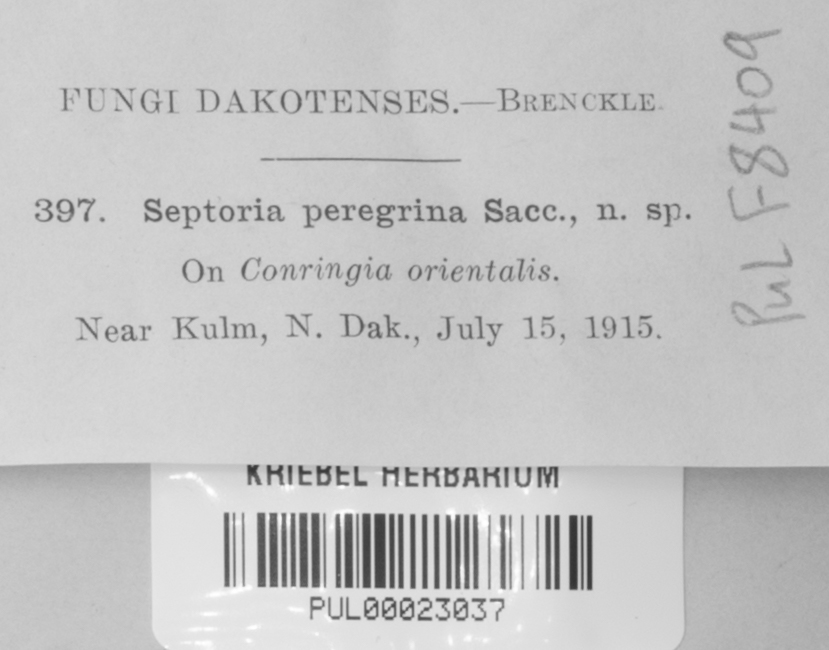 FUNGI DAKOTENSES.—BRENCKLE.
397. Septoria peregrina Sacc., n. sp.
On Conringia orientalis.
Near Kulm, N. Dak., July 15, 1915.
PUL F8409
KRIEBEL HERBARIUM
PUL00023037